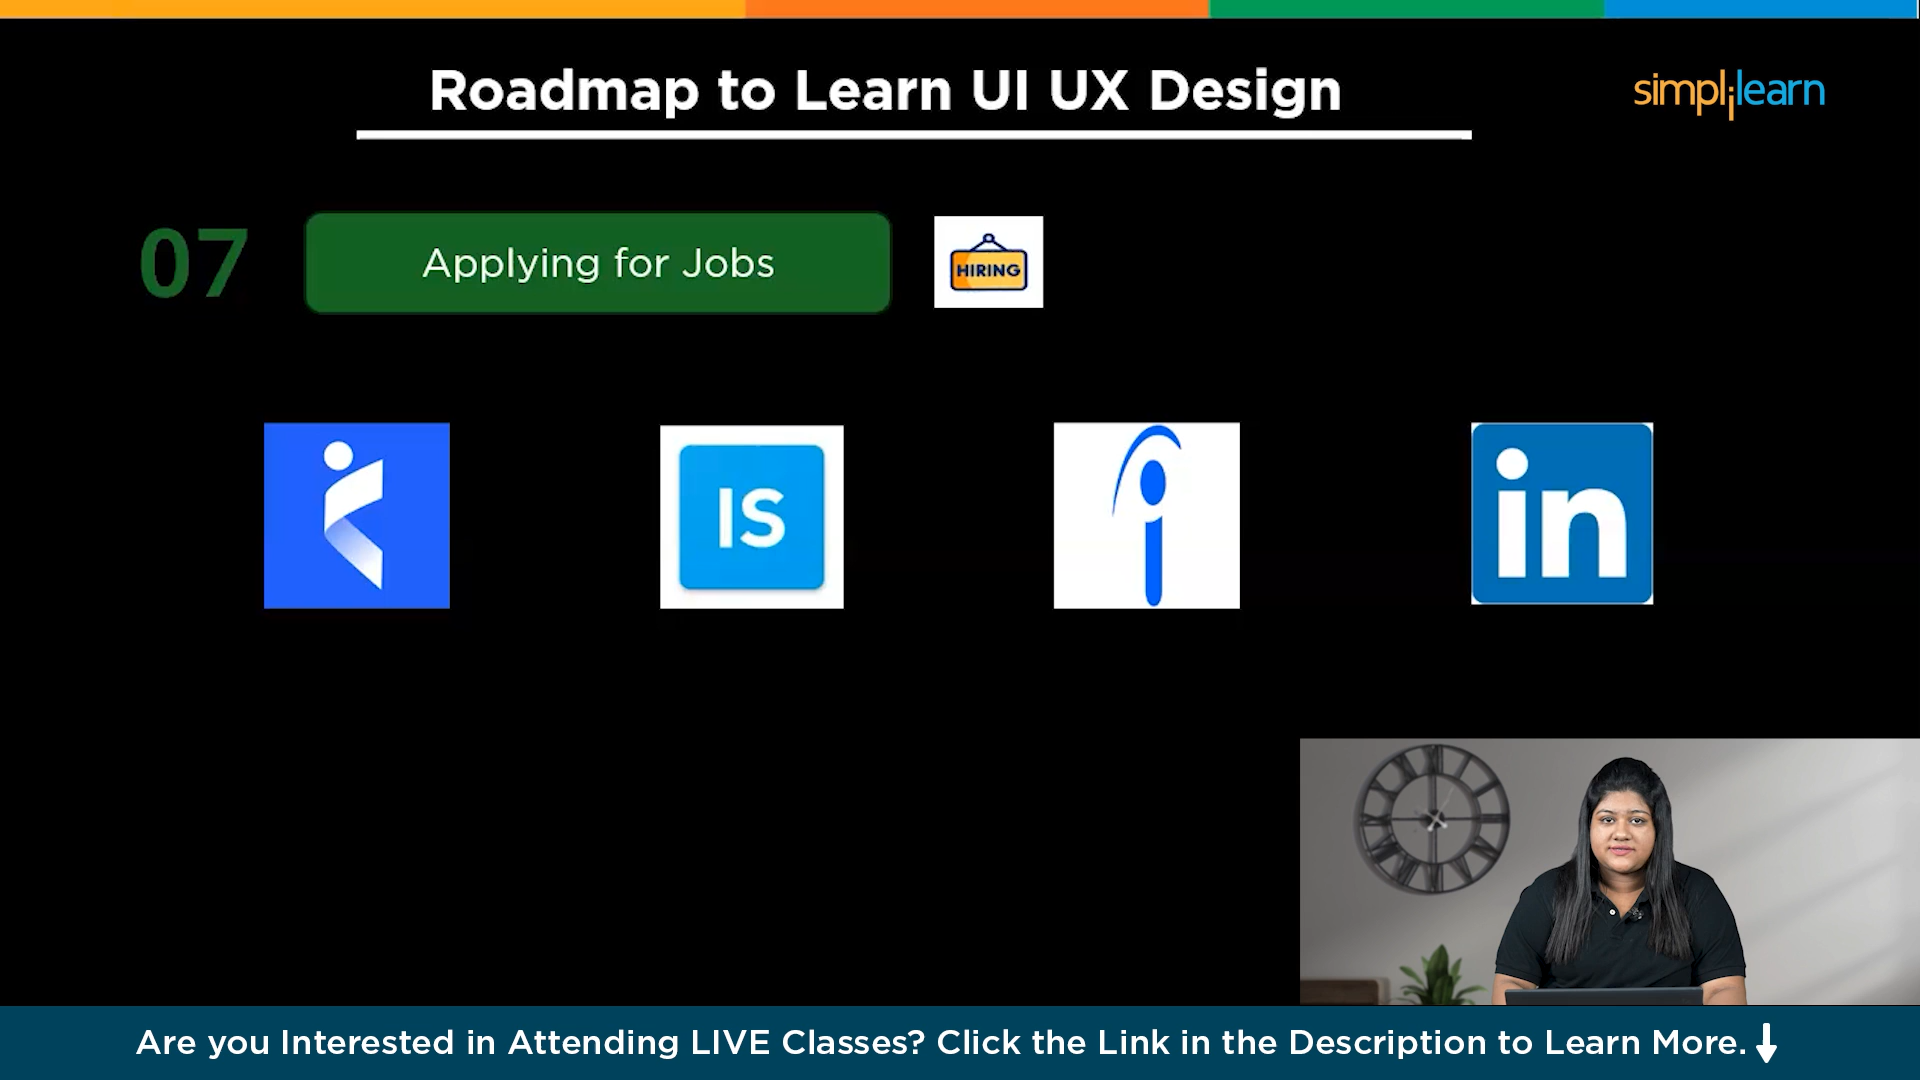 Roadmap to Learn UI UX Design
simplilearn
07
Applying for Jobs
HIRING
IS
in
Are you Interested in Attending LIVE Classes? Click the Link in the Description to Learn More.